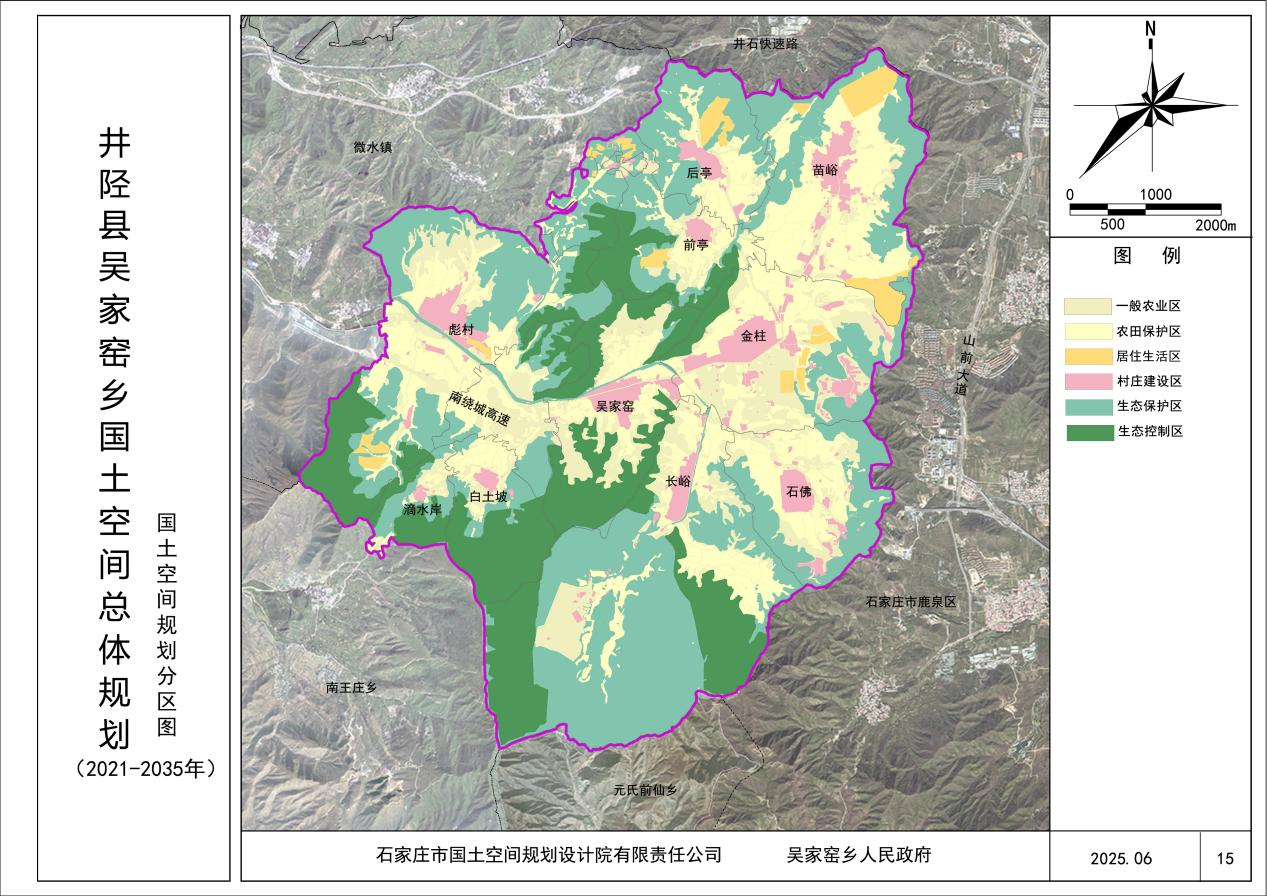 井陉县吴家窑乡国土空间总体规划
（2021-2035年）
国土空间规划分区图
井石快速路
微水镇
后亭
苗峪
前亭
彪村
金柱
山前大道
南绕城高速
吴家窑
长峪
石佛
白土坡
滴水岸
石家庄市鹿泉区
南王庄乡
元氏前仙乡
N
0 1000
500 2000m
图 例
一般农业区
农田保护区
居住生活区
村庄建设区
生态保护区
生态控制区
石家庄市国土空间规划设计院有限责任公司 吴家窑乡人民政府
2025.06
15